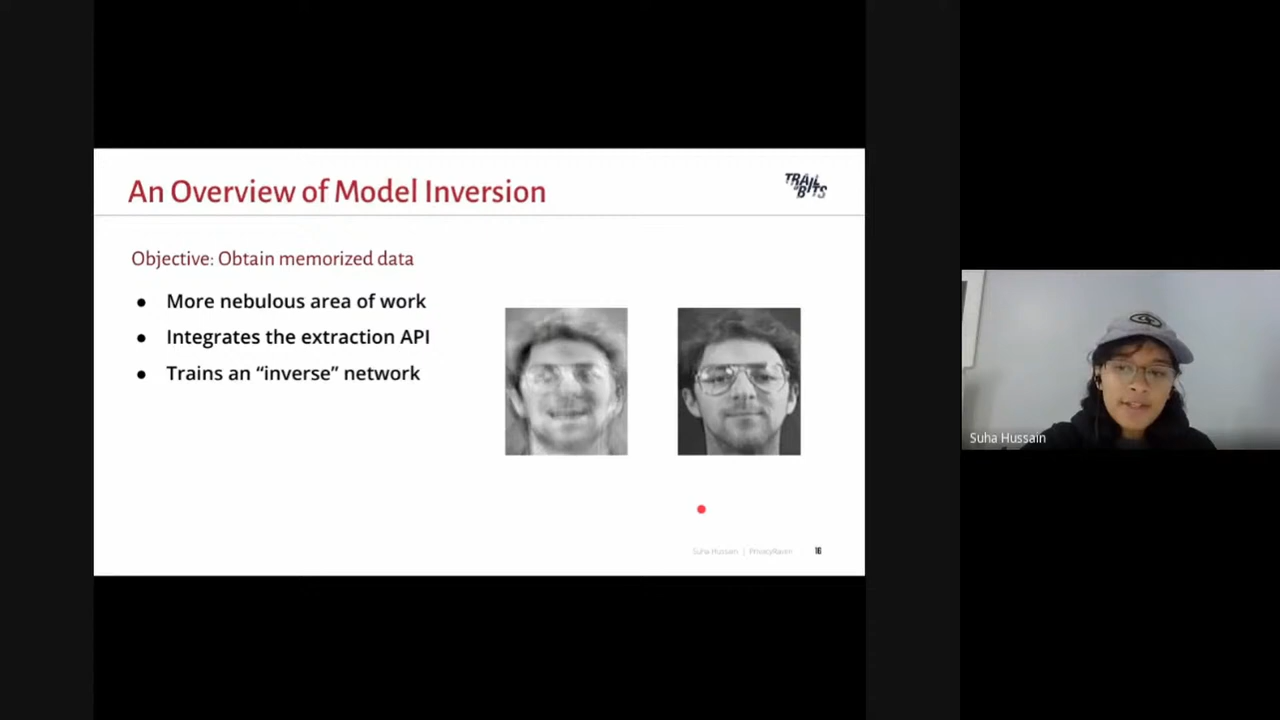 An Overview of Model Inversion
TRAIL
OF
BITS
Objective: Obtain memorized data
● More nebulous area of work
● Integrates the extraction API
● Trains an “inverse” network
Suha Hussain | PrivacyRaven
16
Suha Hussain